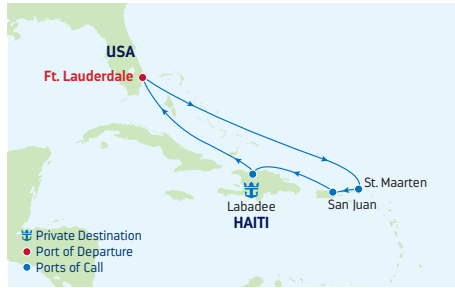 USA
Ft. Lauderdale
St. Maarten
San Juan
Labadee
HAITI
Private Destination
Port of Departure
Ports of Call